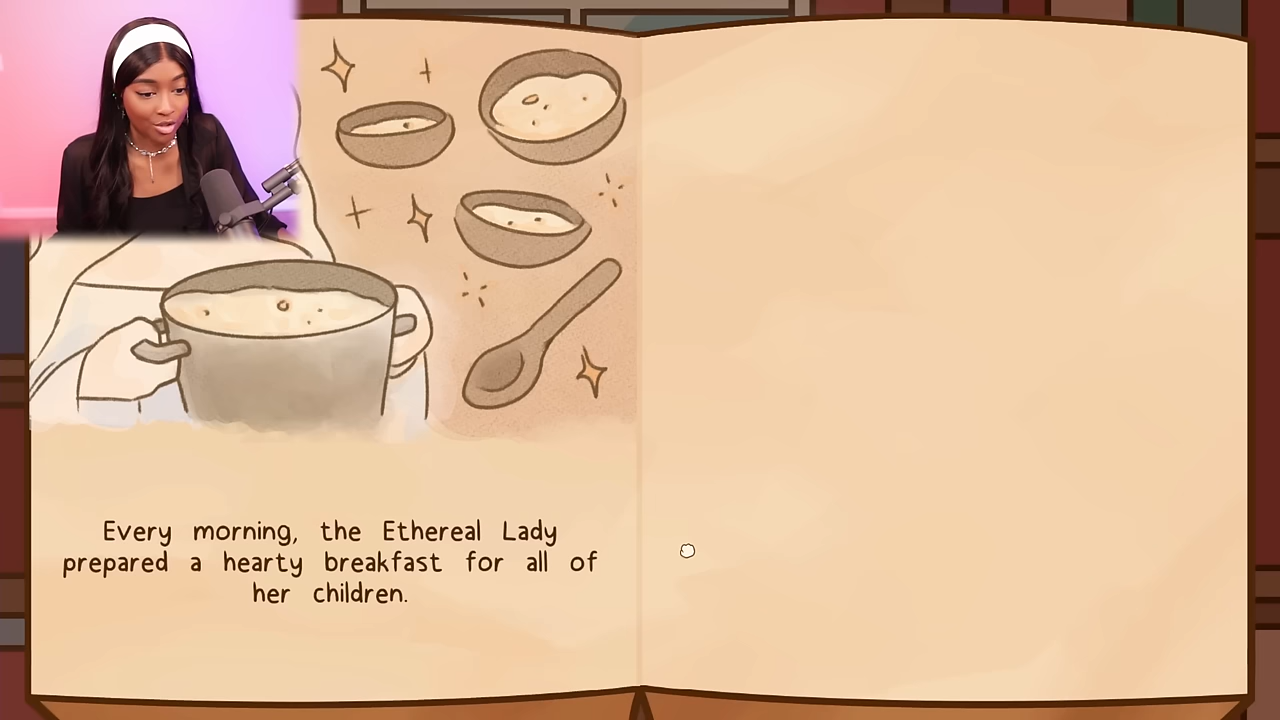 Every morning, the Ethereal Lady
prepared a hearty breakfast for all of
her children.